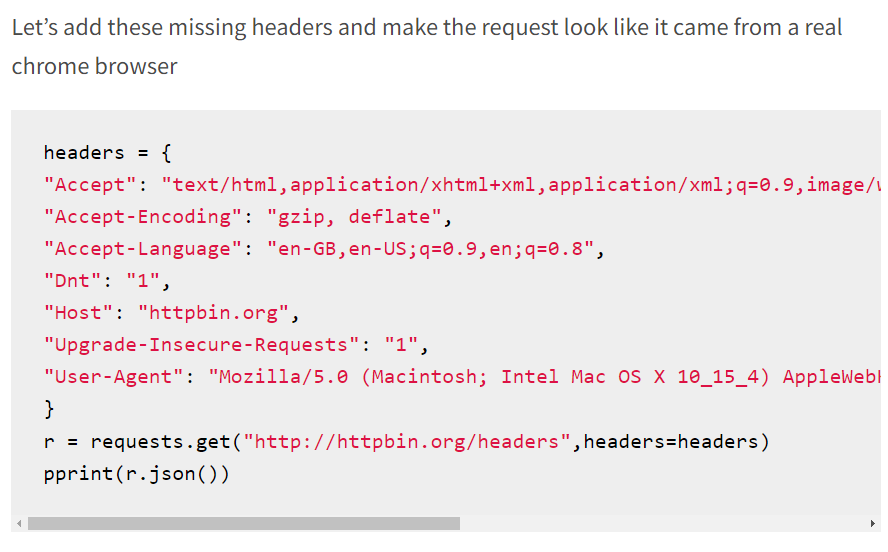 Let’s add these missing headers and make the request look like it came from a real
chrome browser
headers = {
"Accept": "text/html,application/xhtml+xml,application/xml;q=0.9,image/
"Accept-Encoding": "gzip, deflate",
"Accept-Language": "en-GB,en-US;q=0.9,en;q=0.8",
"Dnt": "1",
"Host": "httpbin.org",
"Upgrade-Insecure-Requests": "1",
"User-Agent": "Mozilla/5.0 (Macintosh; Intel Mac OS X 10_15_4) AppleWeb
}
r = requests.get("http://httpbin.org/headers",headers=headers)
pprint(r.json())